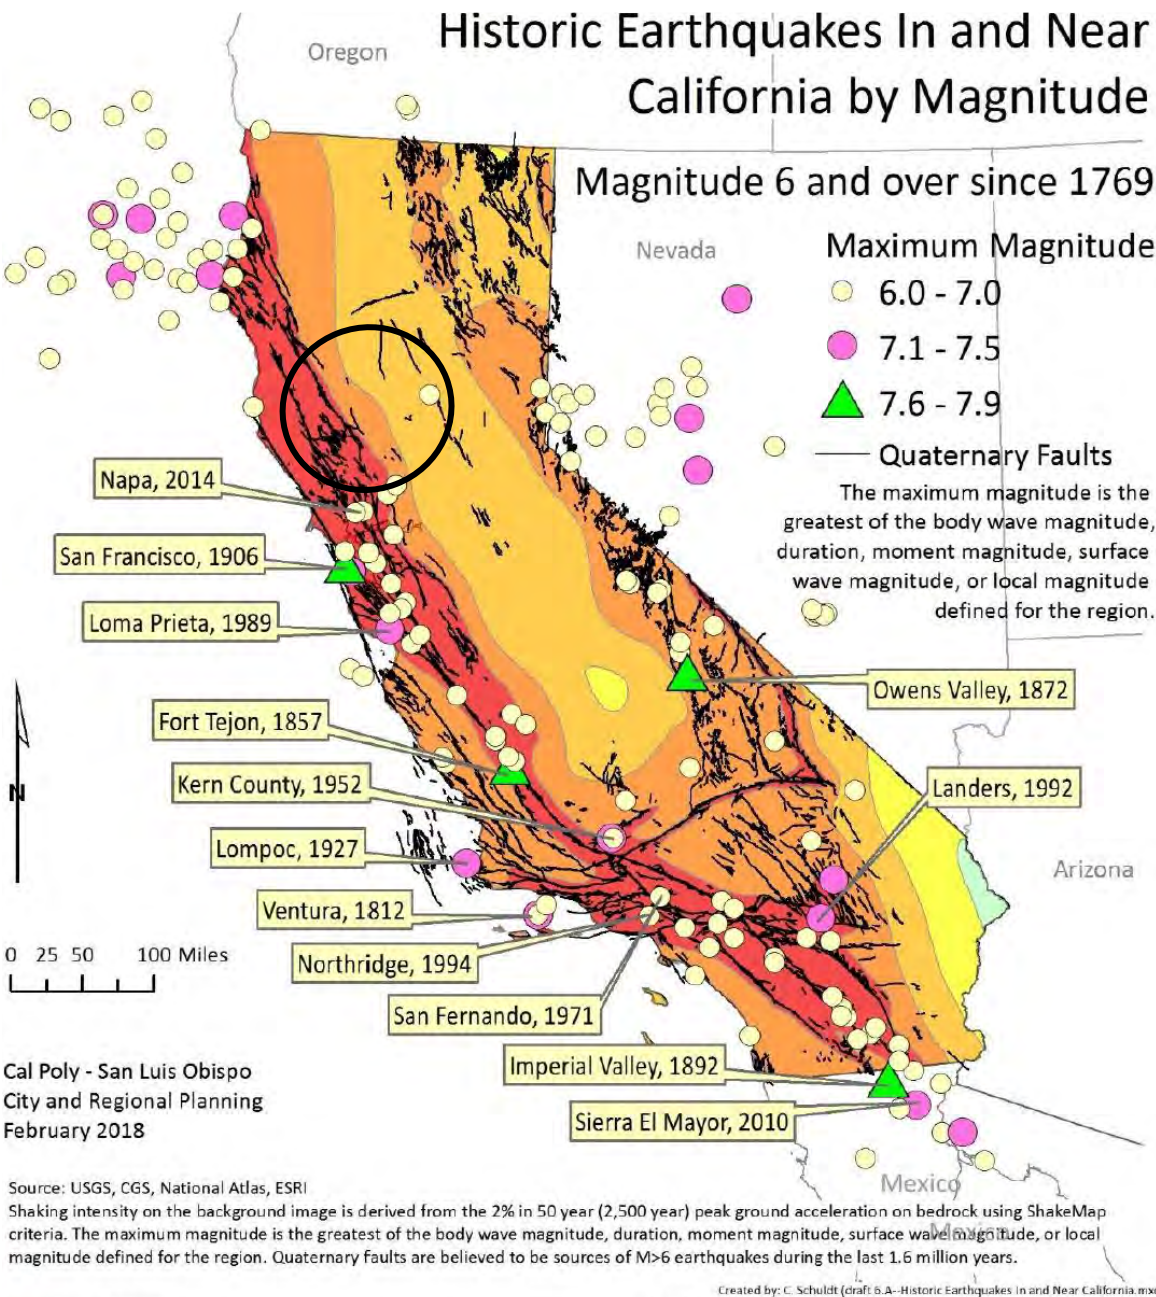 Historic Earthquakes In and Near
California by Magnitude
Oregon
Magnitude 6 and over since 1769
Nevada
Maximum Magnitude
6.0 - 7.0
7.1 - 7.5
7.6 - 7.9
Quaternary Faults
The maximum magnitude is the
greatest of the body wave magnitude,
duration, moment magnitude, surface
wave magnitude, or local magnitude
defined for the region.
Napa, 2014
San Francisco, 1906
Loma Prieta, 1989
Owens Valley, 1872
Fort Tejon, 1857
Kern County, 1952
Landers, 1992
N
Lompoc, 1927
Arizona
Ventura, 1812
Northridge, 1994
0 25 50 100 Miles
San Fernando, 1971
Imperial Valley, 1892
Sierra El Mayor, 2010
Cal Poly - San Luis Obispo
City and Regional Planning
February 2018
Mexico
Mexico
Source: USGS, CGS, National Atlas, ESRI
Shaking intensity on the background image is derived from the 2% in 50 year (2,500 year) peak ground acceleration on bedrock using ShakeMap
criteria. The maximum magnitude is the greatest of the body wave magnitude, duration, moment magnitude, surface wave magnitude, or local
magnitude defined for the region. Quaternary faults are believed to be sources of M>6 earthquakes during the last 1.6 million years.
Created by: C. Schuldt (draft 6.A--Historic Earthquakes In and Near California.mx